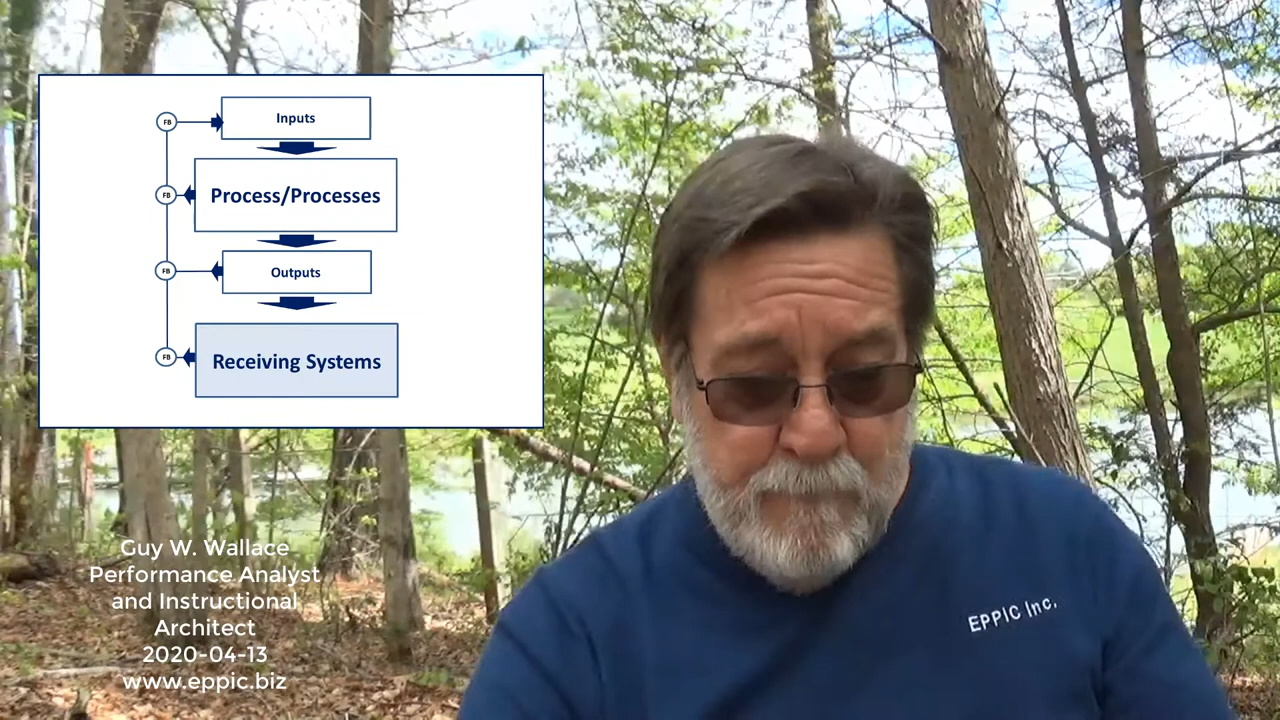 FB
Inputs
FB
Process/Processes
FB
Outputs
FB
Receiving Systems
Guy W. Wallace
Performance Analyst
and Instructional
Architect
2020-04-13
www.eppic.biz
EPPIC Inc.